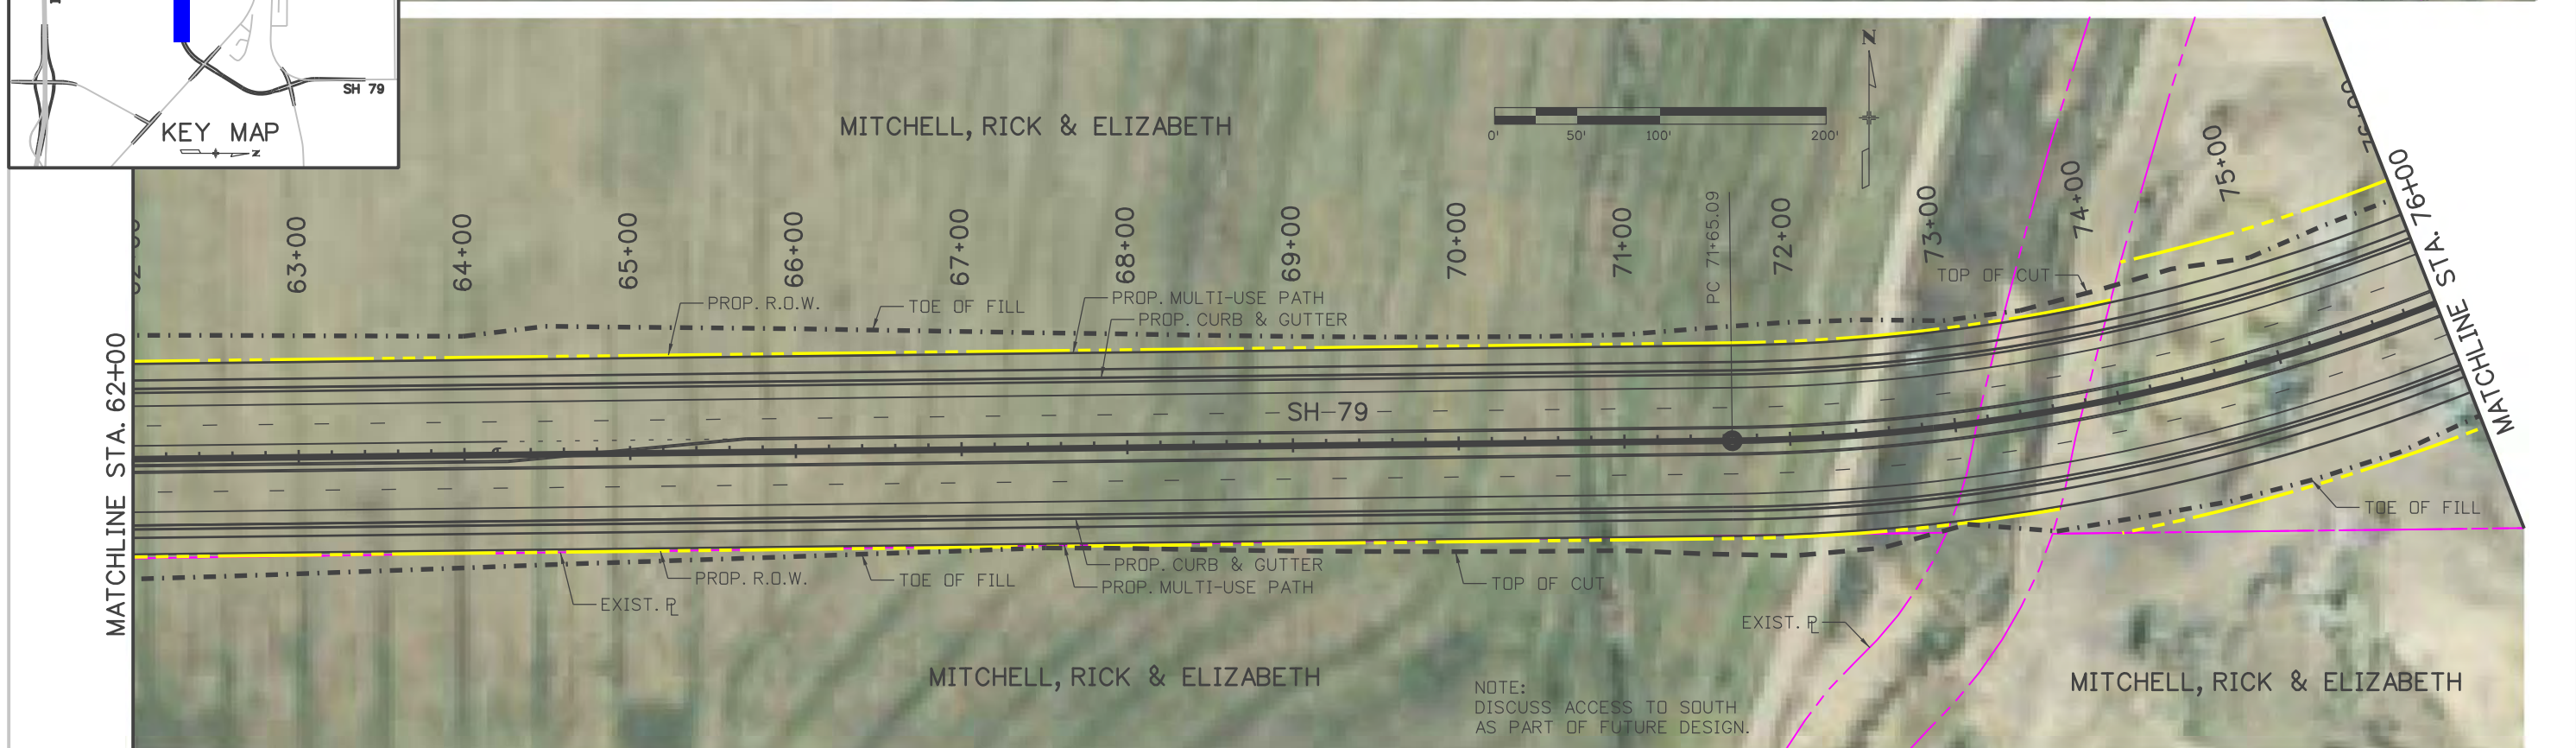 SH 79
KEY MAP
N
MITCHELL, RICK & ELIZABETH
0' 50' 100' 200'
N
63+00
64+00
65+00
66+00
67+00
68+00
69+00
70+00
71+00
PC 71+65.09
72+00
73+00
74+00
75+00
MATCHLINE STA. 76+00
MATCHLINE STA. 62+00
PROP. R.O.W.
TOE OF FILL
PROP. MULTI-USE PATH
PROP. CURB & GUTTER
TOP OF CUT
SH-79
EXIST. PL
PROP. R.O.W.
TOE OF FILL
PROP. CURB & GUTTER
PROP. MULTI-USE PATH
TOP OF CUT
TOE OF FILL
EXIST. PL
MITCHELL, RICK & ELIZABETH
NOTE:
DISCUSS ACCESS TO SOUTH
AS PART OF FUTURE DESIGN.
MITCHELL, RICK & ELIZABETH